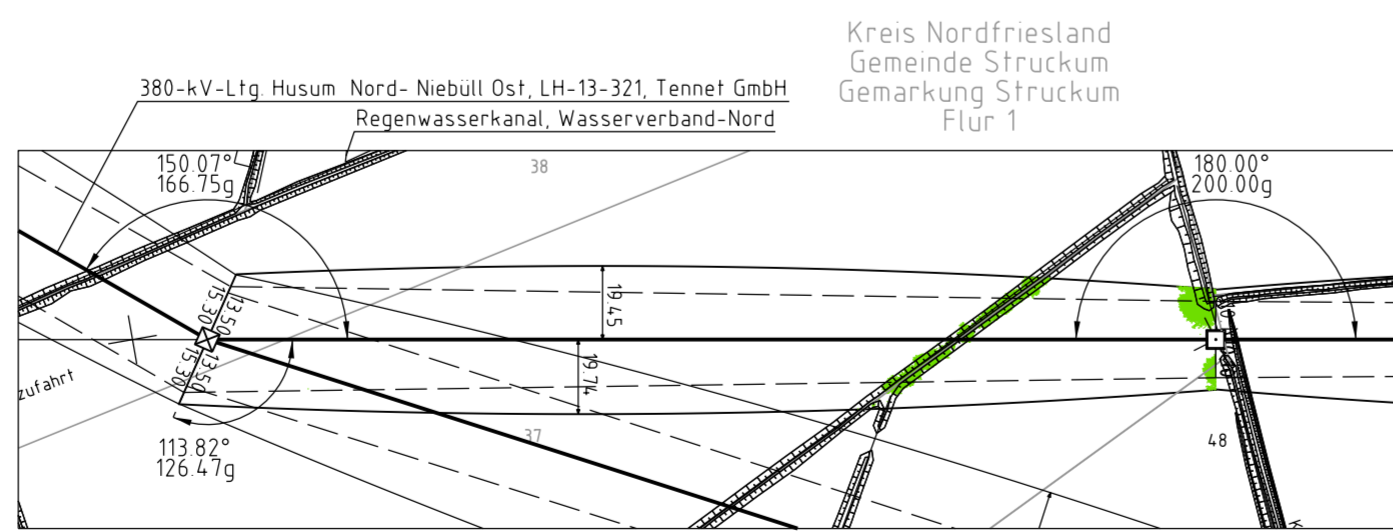 Kreis Nordfriesland
Gemeinde Struckum
Gemarkung Struckum
Flur 1
380-kV-Ltg. Husum Nord- Niebüll Ost, LH-13-321, Tennet GmbH
Regenwasserkanal, Wasserverband-Nord
150.07°
166.75g
38
180.00°
200.00g
13.50
15.30
19.45
13.50
15.30
19.74
zufahrt
37
113.82°
126.47g
48